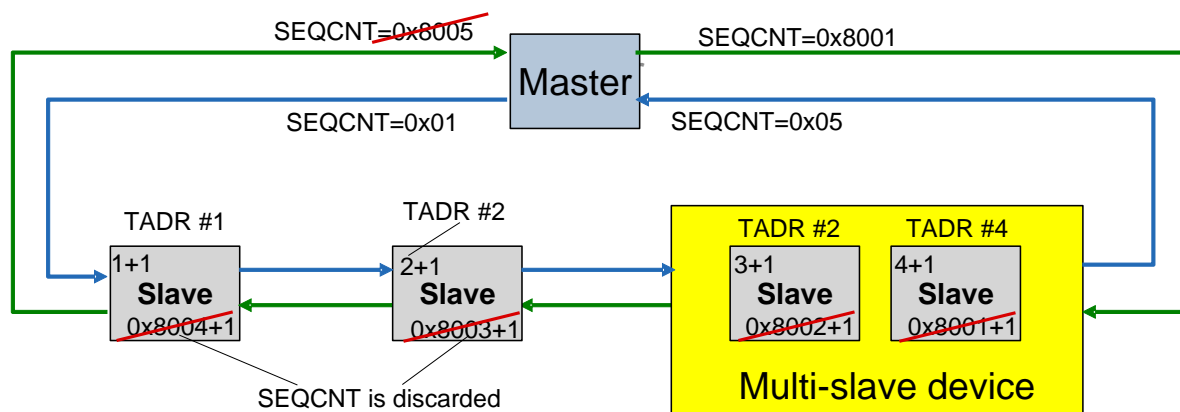 SEQCNT=0x8005
SEQCNT=0x8001
Master
SEQCNT=0x01
SEQCNT=0x05
TADR #1
TADR #2
TADR #2
TADR #4
1+1
Slave
0x8004+1
2+1
Slave
0x8003+1
3+1
Slave
0x8002+1
4+1
Slave
0x8001+1
SEQCNT is discarded
Multi-slave device